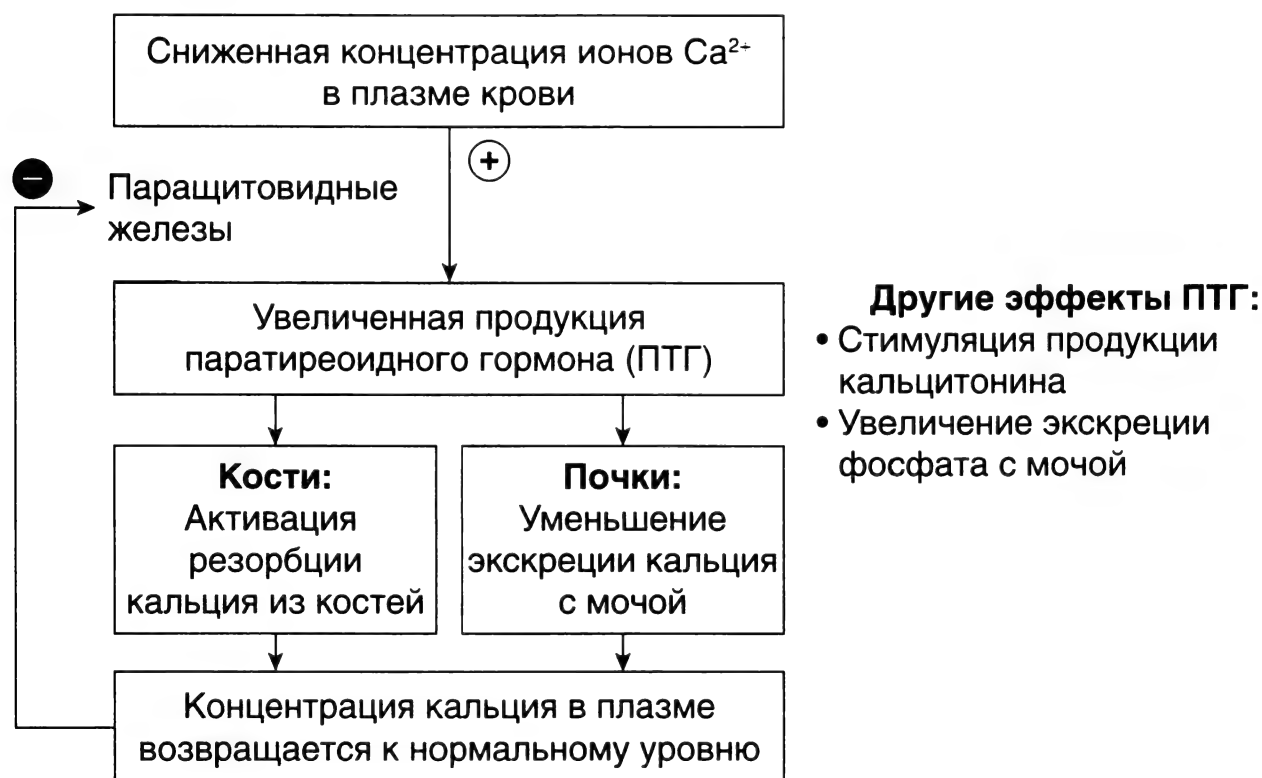 Сниженная концентрация ионов Ca²⁺
в плазме крови
+
−
Паращитовидные
железы
Увеличенная продукция
паратиреоидного гормона (ПТГ)
Другие эффекты ПТГ:
• Стимуляция продукции
кальцитонина
• Увеличение экскреции
фосфата с мочой
Кости:
Активация
резорбции
кальция из костей
Почки:
Уменьшение
экскреции кальция
с мочой
Концентрация кальция в плазме
возвращается к нормальному уровню